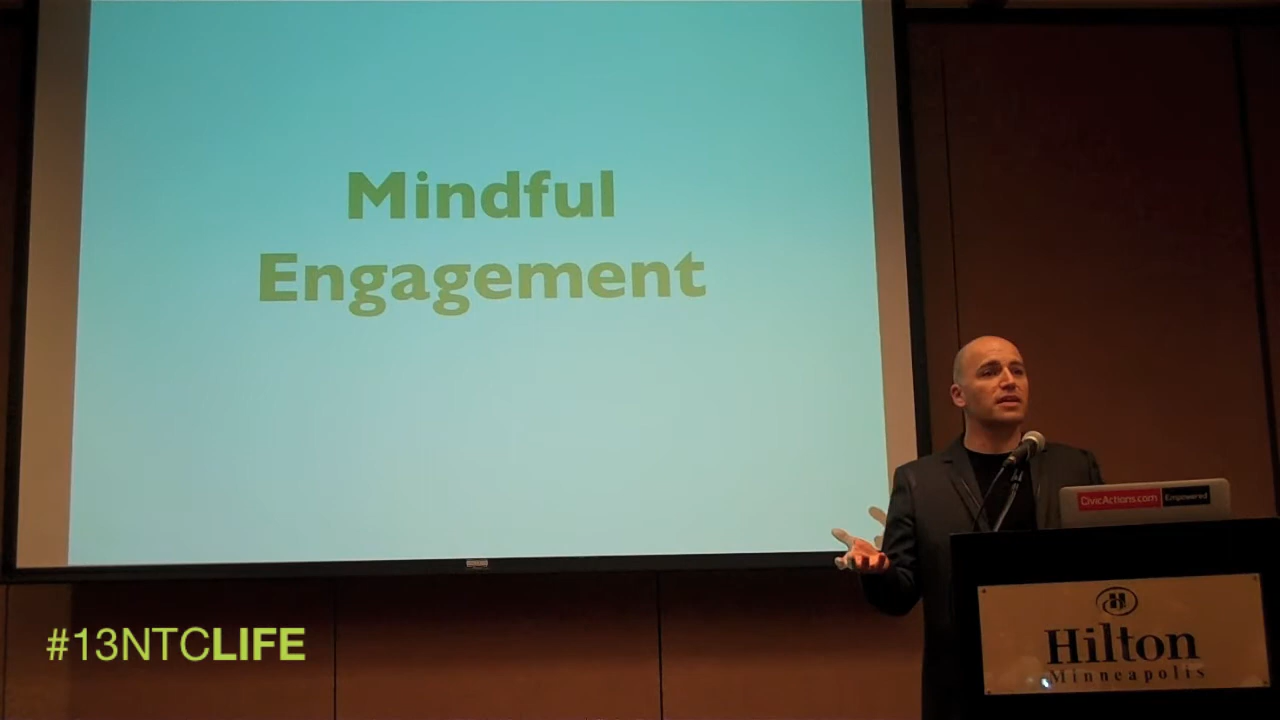 Mindful
Engagement
CivicActions.com Empowered
#13NTCLIFE
Hilton
Minneapolis